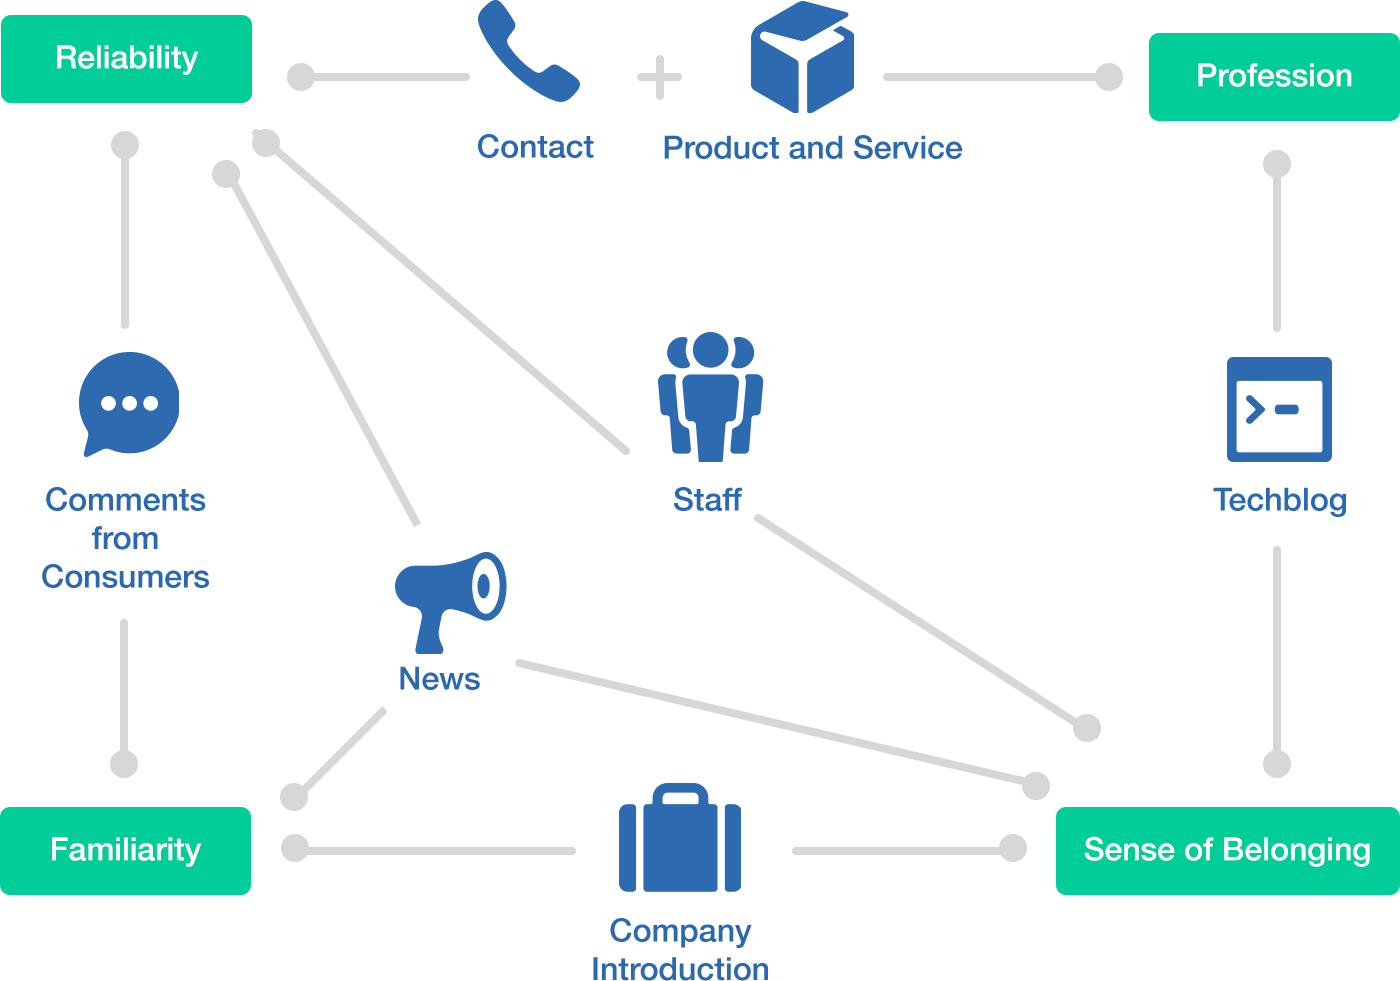 Reliability
Profession
Contact
Product and Service
Comments
from
Consumers
Staff
Techblog
News
Familiarity
Sense of Belonging
Company
Introduction